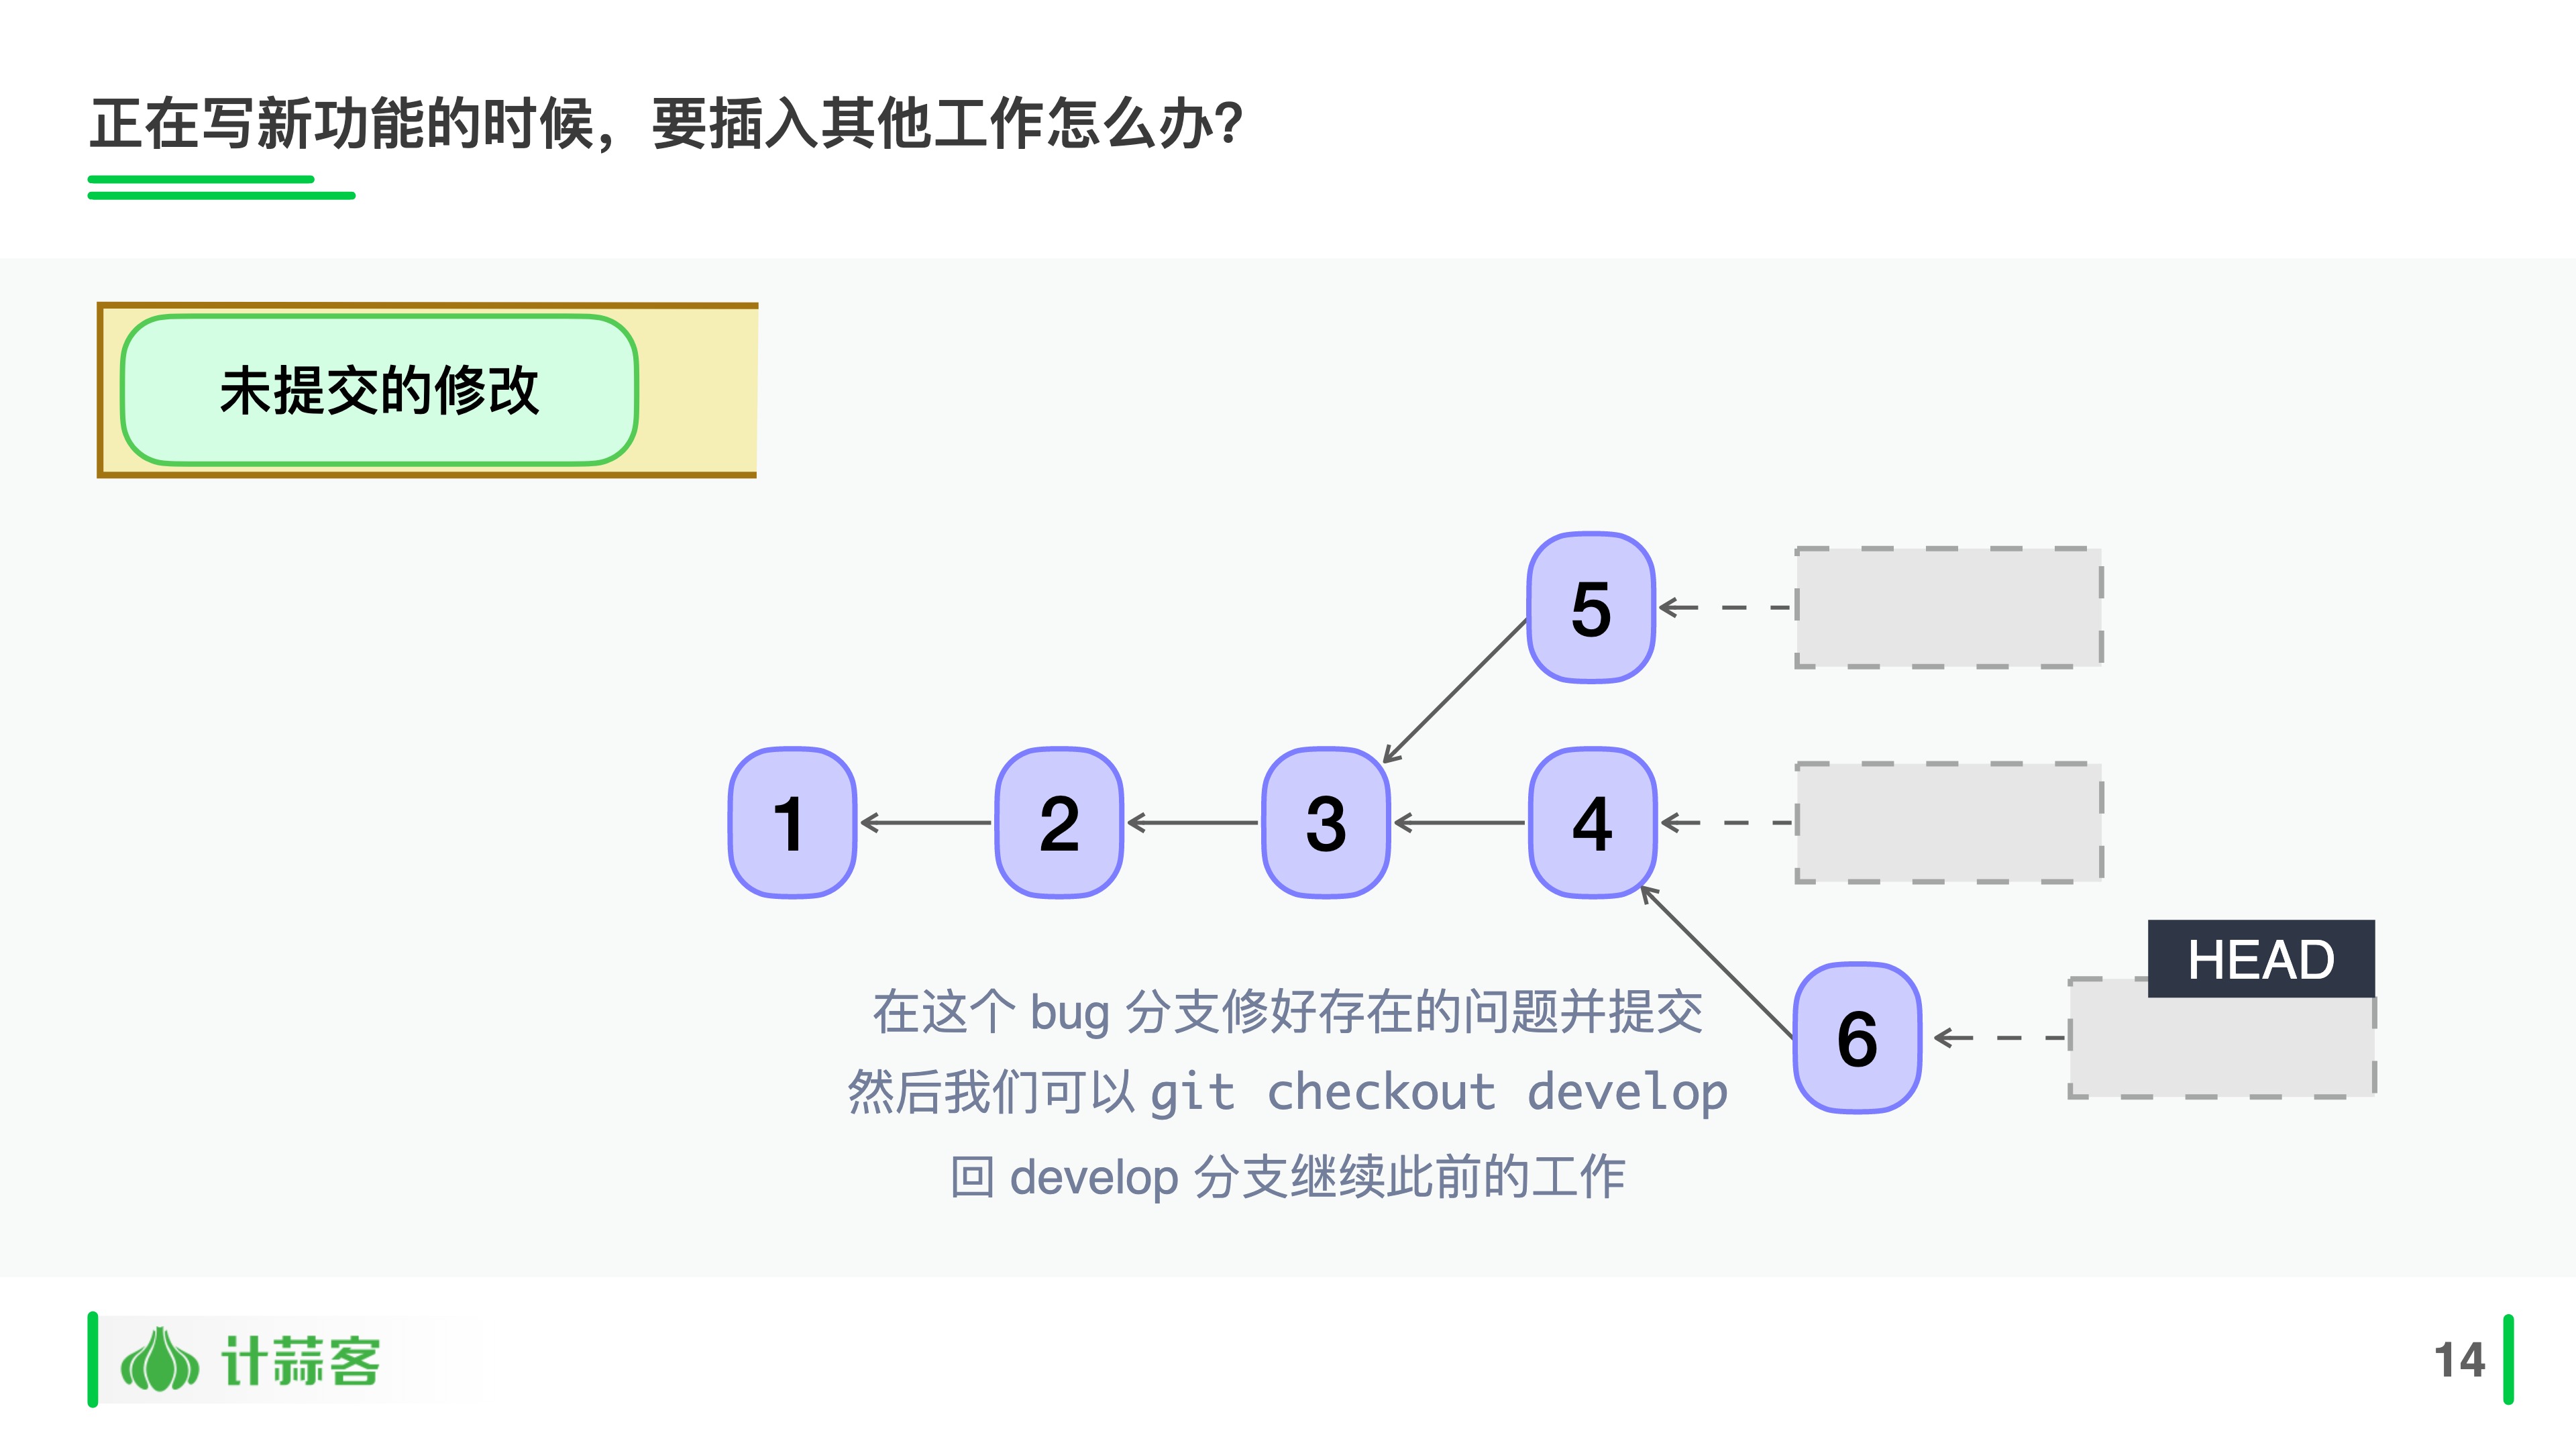 正在写新功能的时候，要插入其他工作怎么办？
未提交的修改
5
1
2
3
4
HEAD
6
在这个 bug 分支修好存在的问题并提交
然后我们可以 git checkout develop
回 develop 分支继续此前的工作
计蒜客
14